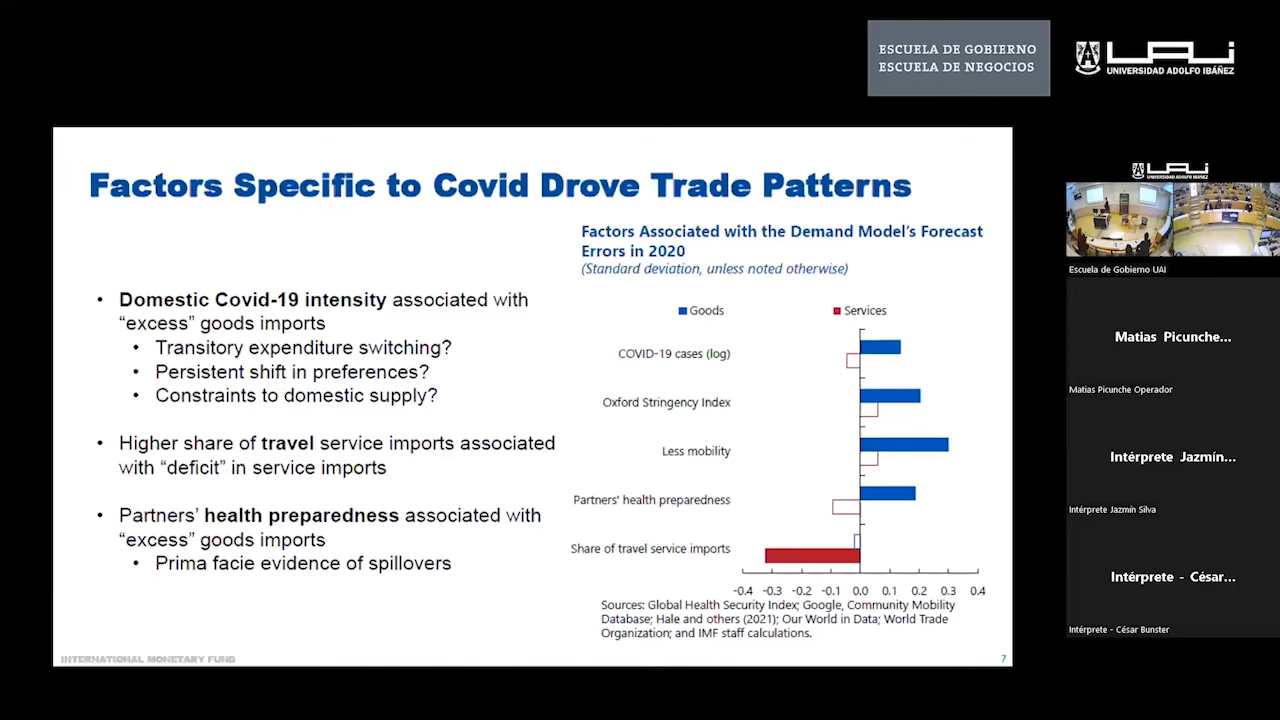 ESCUELA DE GOBIERNO
ESCUELA DE NEGOCIOS
UAI
UNIVERSIDAD ADOLFO IBÁÑEZ
Factors Specific to Covid Drove Trade Patterns
• Domestic Covid-19 intensity associated with
“excess” goods imports
• Transitory expenditure switching?
• Persistent shift in preferences?
• Constraints to domestic supply?
• Higher share of travel service imports associated
with “deficit” in service imports
• Partners’ health preparedness associated with
“excess” goods imports
• Prima facie evidence of spillovers
Factors Associated with the Demand Model’s Forecast
Errors in 2020
(Standard deviation, unless noted otherwise)
Goods
Services
COVID-19 cases (log)
Oxford Stringency Index
Less mobility
Partners' health preparedness
Share of travel service imports
-0.4 -0.3 -0.2 -0.1 0.0 0.1 0.2 0.3 0.4
Sources: Global Health Security Index; Google, Community Mobility
Database; Hale and others (2021); Our World in Data; World Trade
Organization; and IMF staff calculations.
INTERNATIONAL MONETARY FUND
7
UAI
UNIVERSIDAD ADOLFO IBÁÑEZ
Escuela de Gobierno UAI
Matias Picunche...
Matias Picunche Operador
Intérprete Jazmín...
Intérprete Jazmín Silva
Intérprete - César...
Intérprete - César Bunster